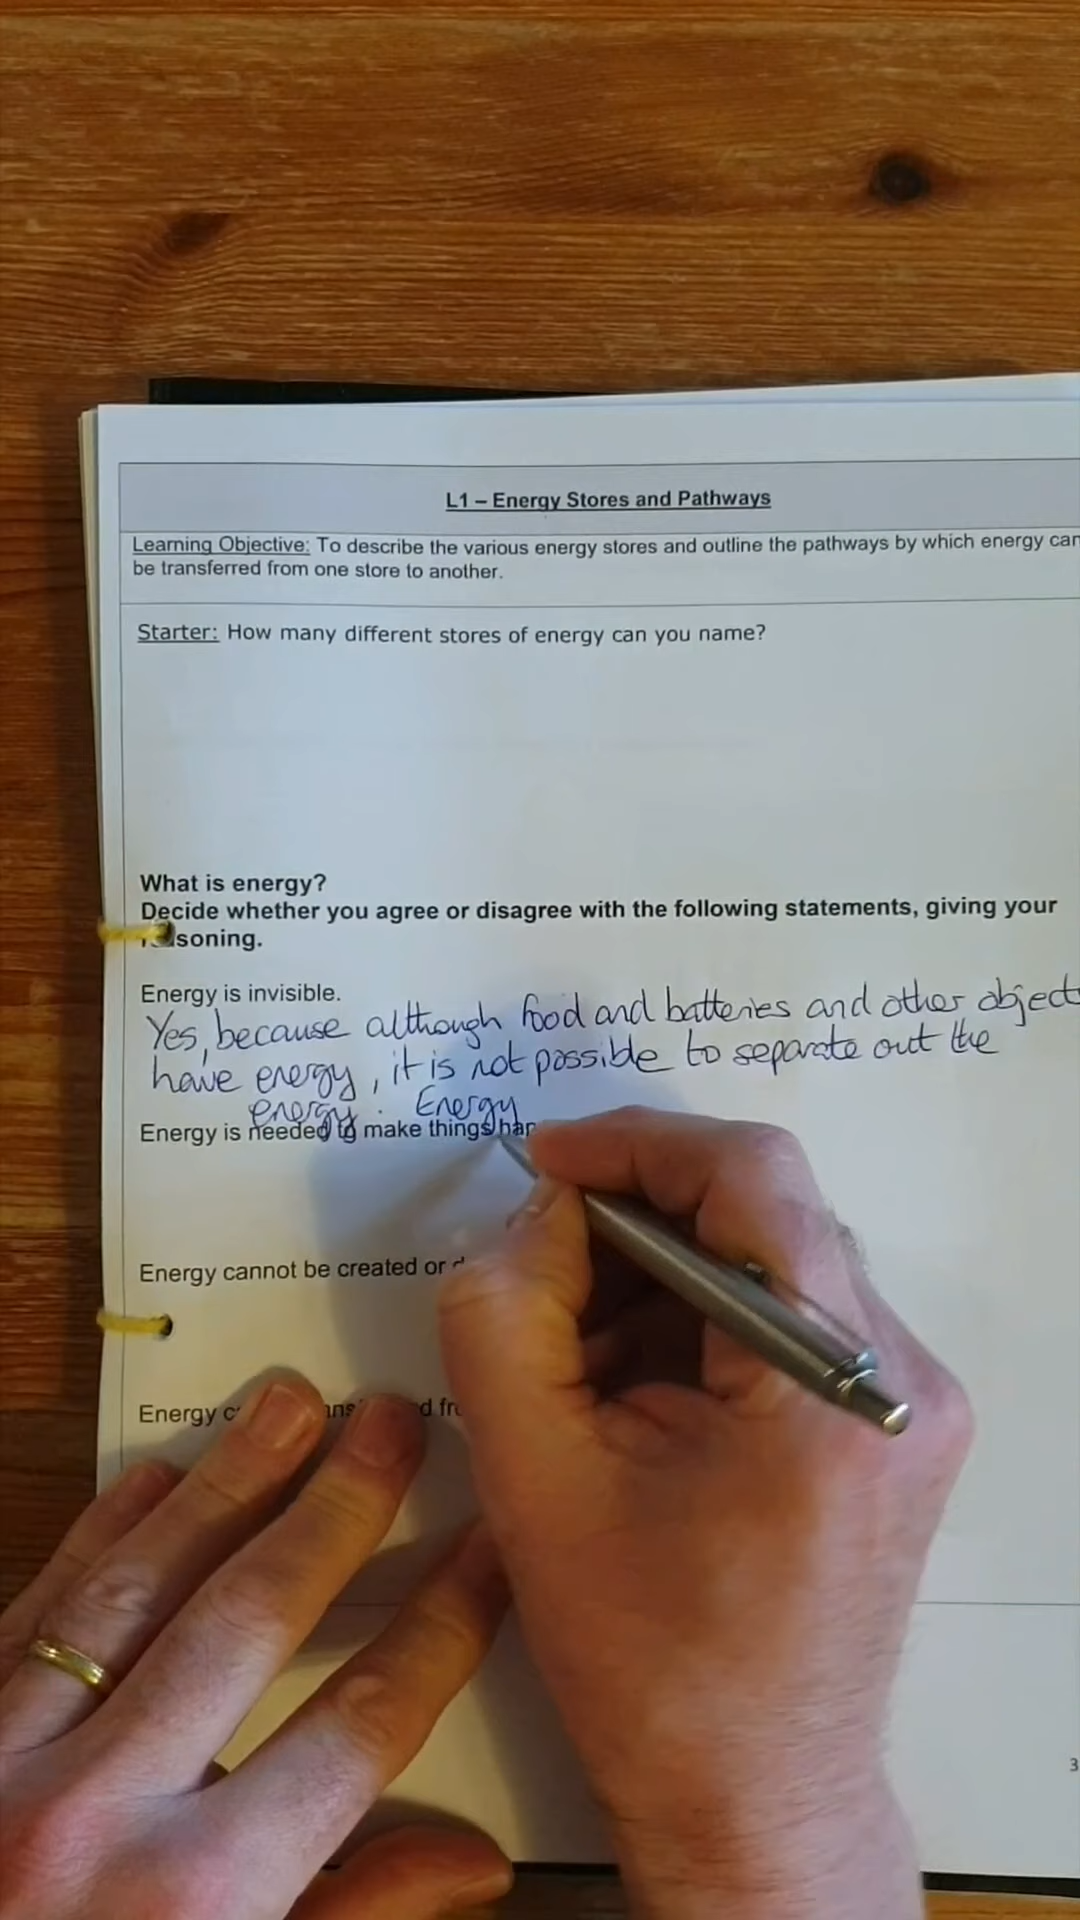 L1 – Energy Stores and Pathways
Learning Objective: To describe the various energy stores and outline the pathways by which energy can
be transferred from one store to another.
Starter: How many different stores of energy can you name?
What is energy?
Decide whether you agree or disagree with the following statements, giving your
reasoning.
Energy is invisible.
Yes, because although food and batteries and other object
have energy, it is not possible to separate out the
energy. Energy
Energy is needed to make things
Energy cannot be created or
Energy
3